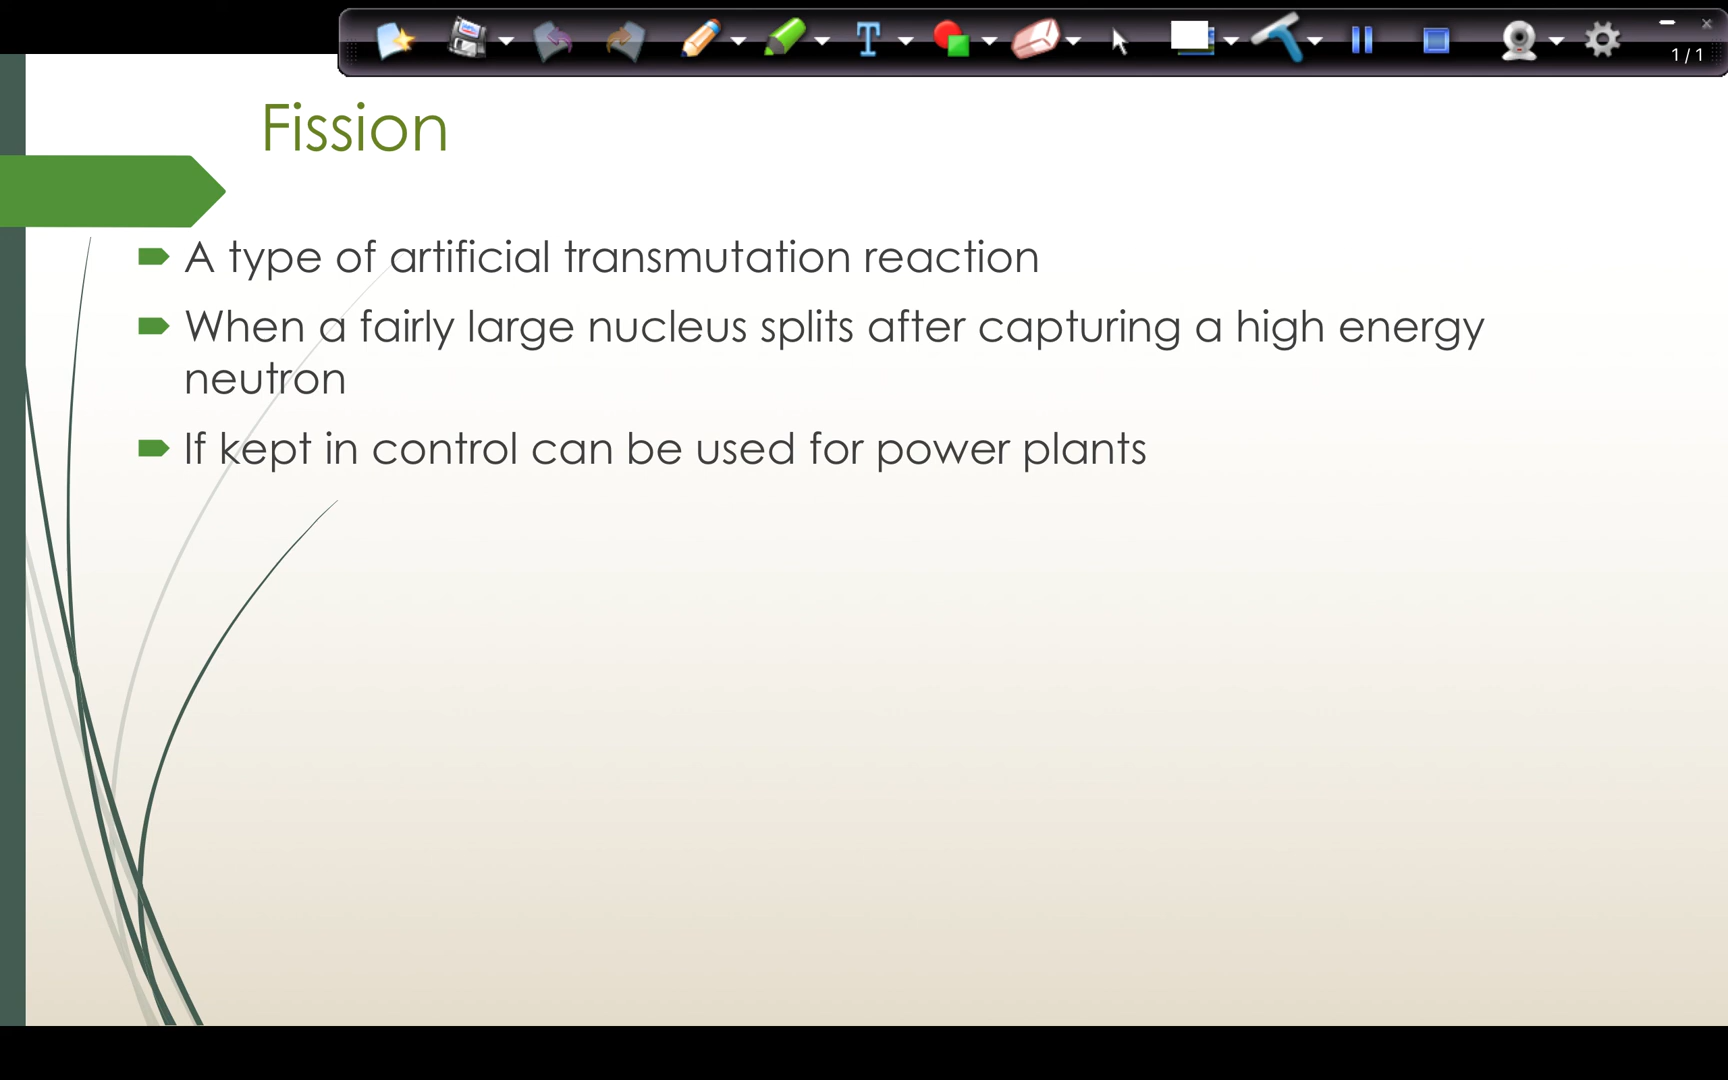 1 / 1
Fission
A type of artificial transmutation reaction
When a fairly large nucleus splits after capturing a high energy
neutron
If kept in control can be used for power plants